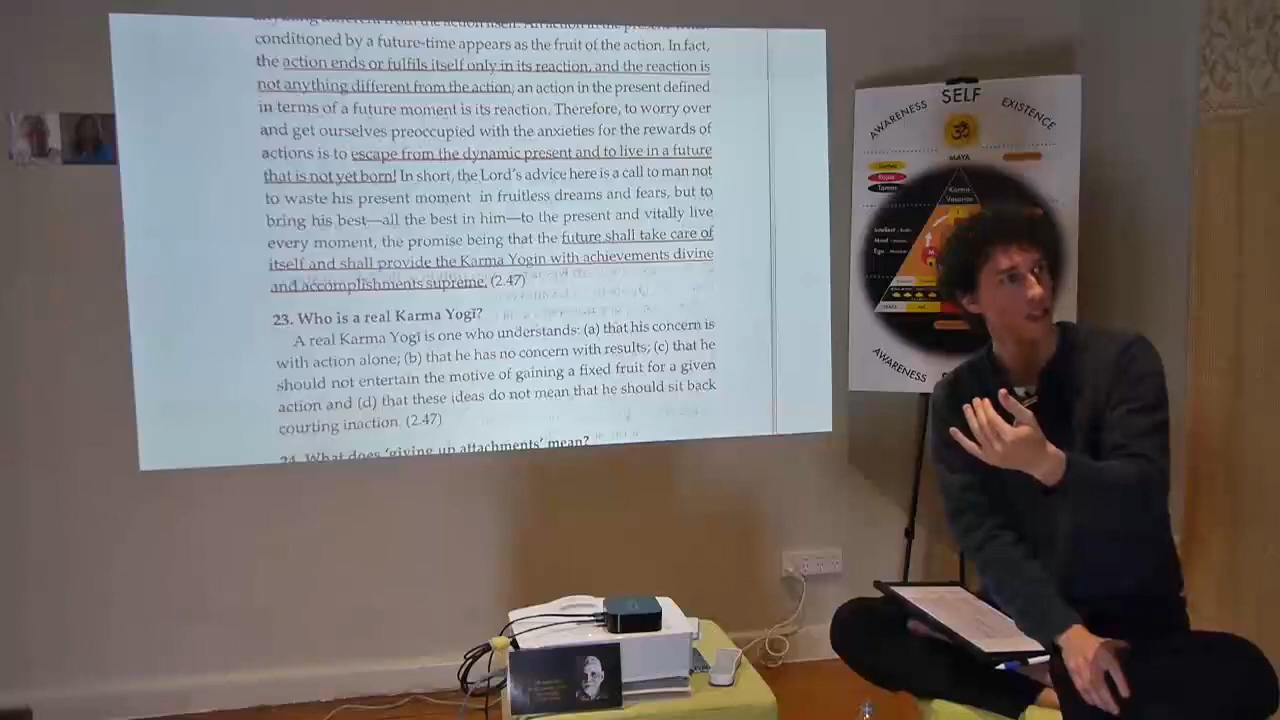 conditioned by a future-time appears as the fruit of the action. In fact,
the action ends or fulfils itself only in its reaction, and the reaction is
not anything different from the action; an action in the present defined
in terms of a future moment is its reaction. Therefore, to worry over
and get ourselves preoccupied with the anxieties for the rewards of
actions is to escape from the dynamic present and to live in a future
that is not yet born! In short, the Lord's advice here is a call to man not
to waste his present moment in fruitless dreams and fears, but to
bring his best—all the best in him—to the present and vitally live
every moment, the promise being that the future shall take care of
itself and shall provide the Karma Yogin with achievements divine
and accomplishments supreme. (2.47)
23. Who is a real Karma Yogī?
A real Karma Yogī is one who understands: (a) that his concern is
with action alone; (b) that he has no concern with results; (c) that he
should not entertain the motive of gaining a fixed fruit for a given
action and (d) that these ideas do not mean that he should sit back
courting inaction. (2.47)
24. What does 'giving up attachments' mean?
AWARENESS
SELF
EXISTENCE
ॐ
MAYA
Rajas
Tamas
Karma
Vasanas
AWARENESS